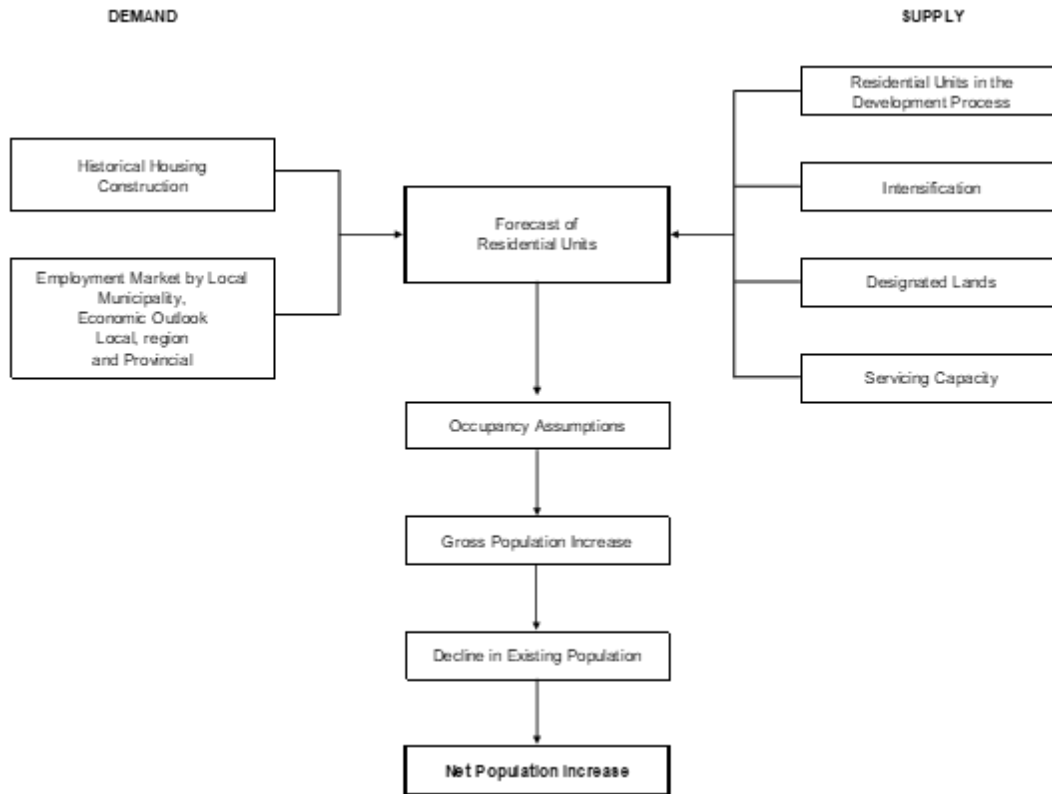 DEMAND
SUPPLY
Residential Units in the
Development Process
Historical Housing
Construction
Intensification
Forecast of
Residential Units
Employment Market by Local
Municipality,
Economic Outlook
Local, region
and Provincial
Designated Lands
Servicing Capacity
Occupancy Assumptions
Gross Population Increase
Decline in Existing Population
Net Population Increase